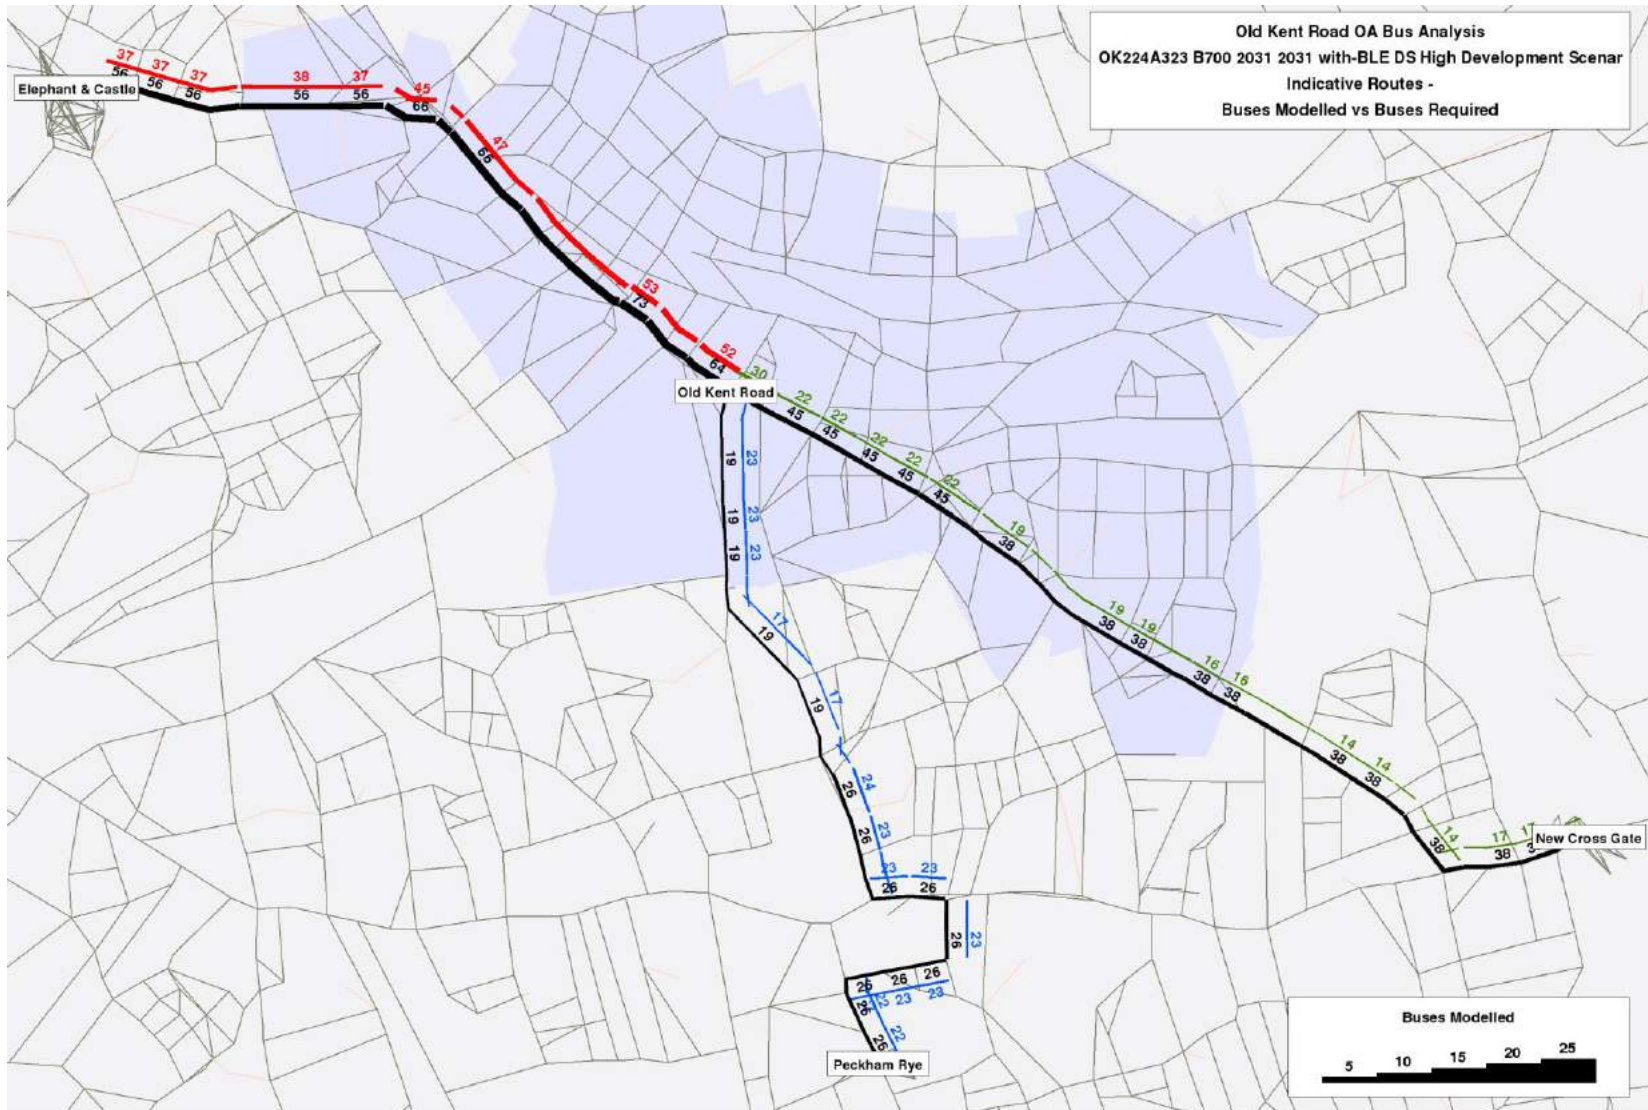 Old Kent Road OA Bus Analysis
OK224A323 B700 2031 2031 with-BLE DS High Development Scenar
Indicative Routes -
Buses Modelled vs Buses Required
37 37 37 38 37 45
56 56 56 56 66
Elephant & Castle
47
66
53
73
52
64
30
Old Kent Road
22 22 22 22 22
45 45 45 45 45
19 23
19 23
19 23
38
17
19
19 19
38 38
17
19
16 16
38 38
14 14
38 38
24
26
23
26
14
38
17
38
New Cross Gate
23 23
26 26
26 23
26 26 26
23 23
26
22
26
Peckham Rye
Buses Modelled
5 10 15 20 25